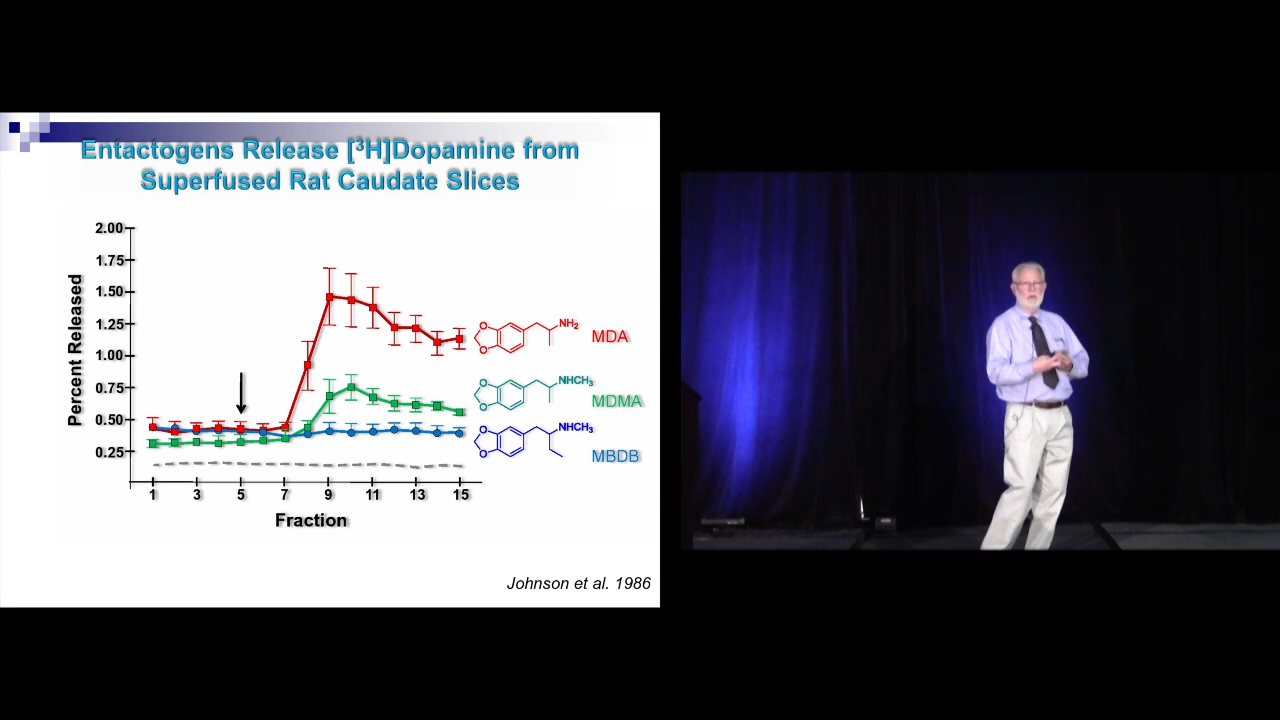 Entactogens Release [³H]Dopamine from
Superfused Rat Caudate Slices
Percent Released
2.00
1.75
1.50
1.25
1.00
0.75
0.50
0.25
1 3 5 7 9 11 13 15
Fraction
O
O
NH₂
MDA
O
O
NHCH₃
MDMA
O
O
NHCH₃
MBDB
Johnson et al. 1986